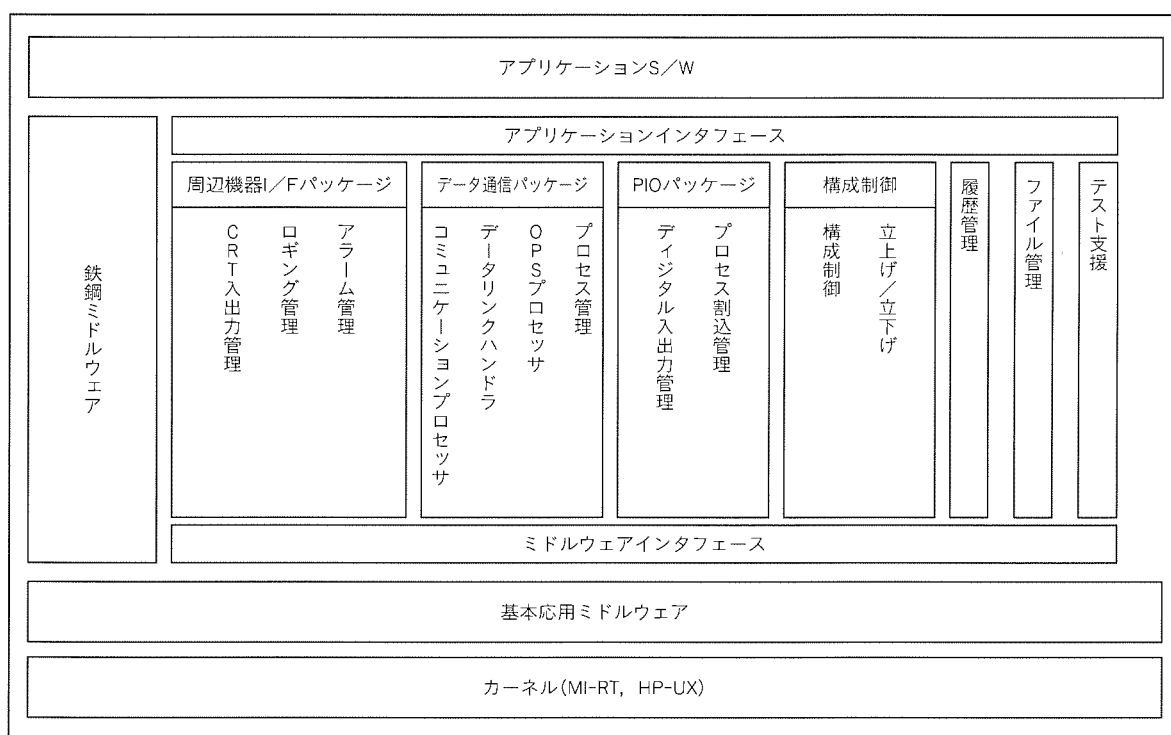 アプリケーションS/W
鉄鋼ミドルウェア
アプリケーションインタフェース
周辺機器I/Fパッケージ
CRT入出力管理
ロギング管理
アラーム管理
データ通信パッケージ
コミュニケーションプロセッサ
データリンクハンドラ
OPSプロセッサ
プロセス管理
PIOパッケージ
ディジタル入出力管理
プロセス割込管理
構成制御
構成制御
立上げ/立下げ
履歴管理
ファイル管理
テスト支援
ミドルウェアインタフェース
基本応用ミドルウェア
カーネル(MI-RT, HP-UX)